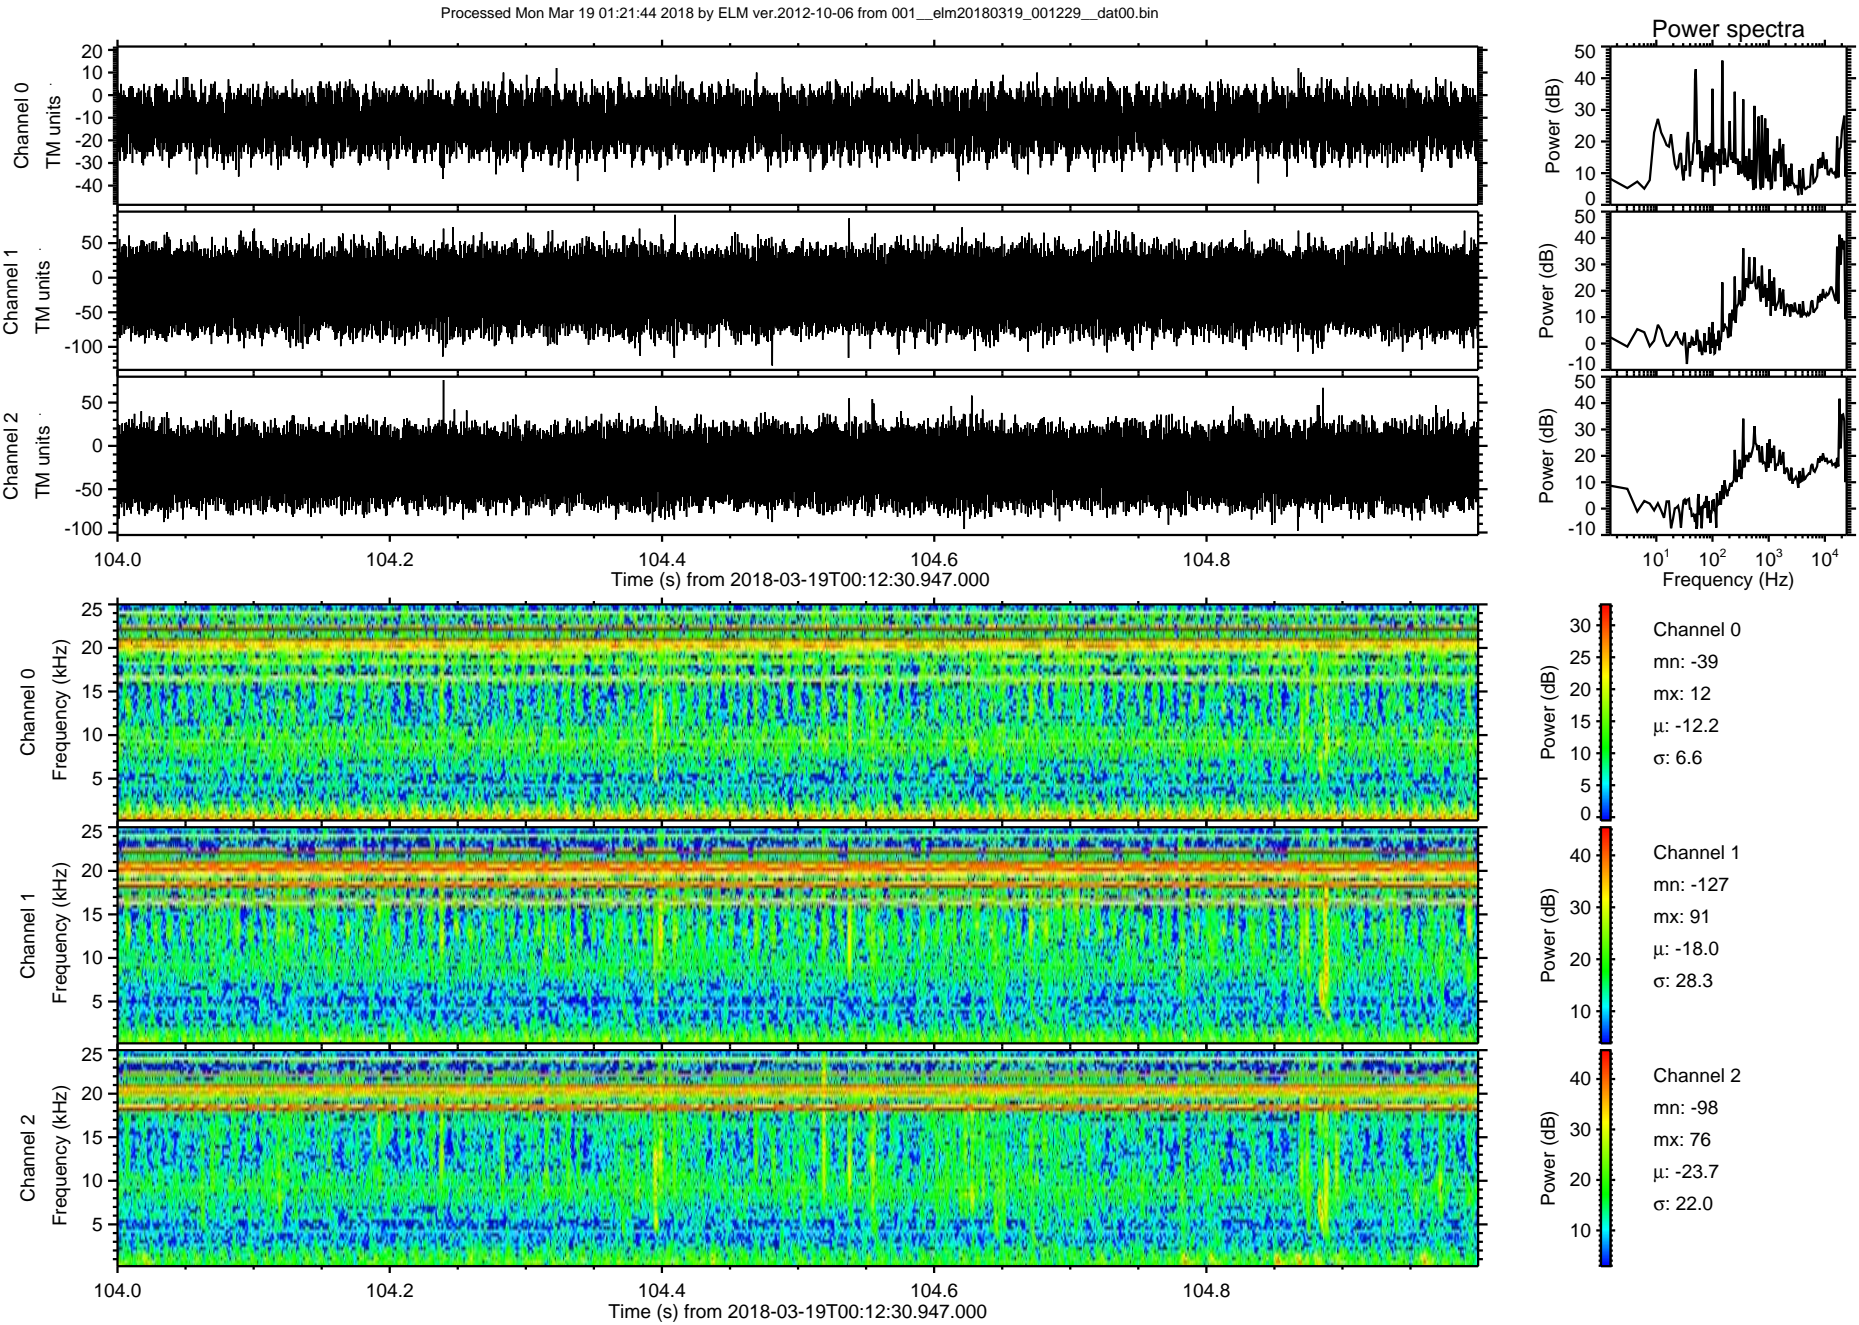 Processed Mon Mar 19 01:21:44 2018 by ELM ver.2012-10-06 from 001__elm20180319_001229__dat00.bin
Power spectra
Channel 0
TM units
20
10
0
-10
-20
-30
-40
Power (dB)
50
40
30
20
10
0
Channel 1
TM units
50
0
-50
-100
Power (dB)
50
40
30
20
10
0
-10
Channel 2
TM units
50
0
-50
-100
Power (dB)
50
40
30
20
10
0
-10
104.0 104.2 104.4 104.6 104.8
Time (s) from 2018-03-19T00:12:30.947.000
10¹ 10² 10³ 10⁴
Frequency (Hz)
Channel 0
Frequency (kHz)
25
20
15
10
5
Power (dB)
30
25
20
15
10
5
0
Channel 0
mn: -39
mx: 12
μ: -12.2
σ: 6.6
Channel 1
Frequency (kHz)
25
20
15
10
5
Power (dB)
40
30
20
10
Channel 1
mn: -127
mx: 91
μ: -18.0
σ: 28.3
Channel 2
Frequency (kHz)
25
20
15
10
5
Power (dB)
40
30
20
10
Channel 2
mn: -98
mx: 76
μ: -23.7
σ: 22.0
104.0 104.2 104.4 104.6 104.8
Time (s) from 2018-03-19T00:12:30.947.000